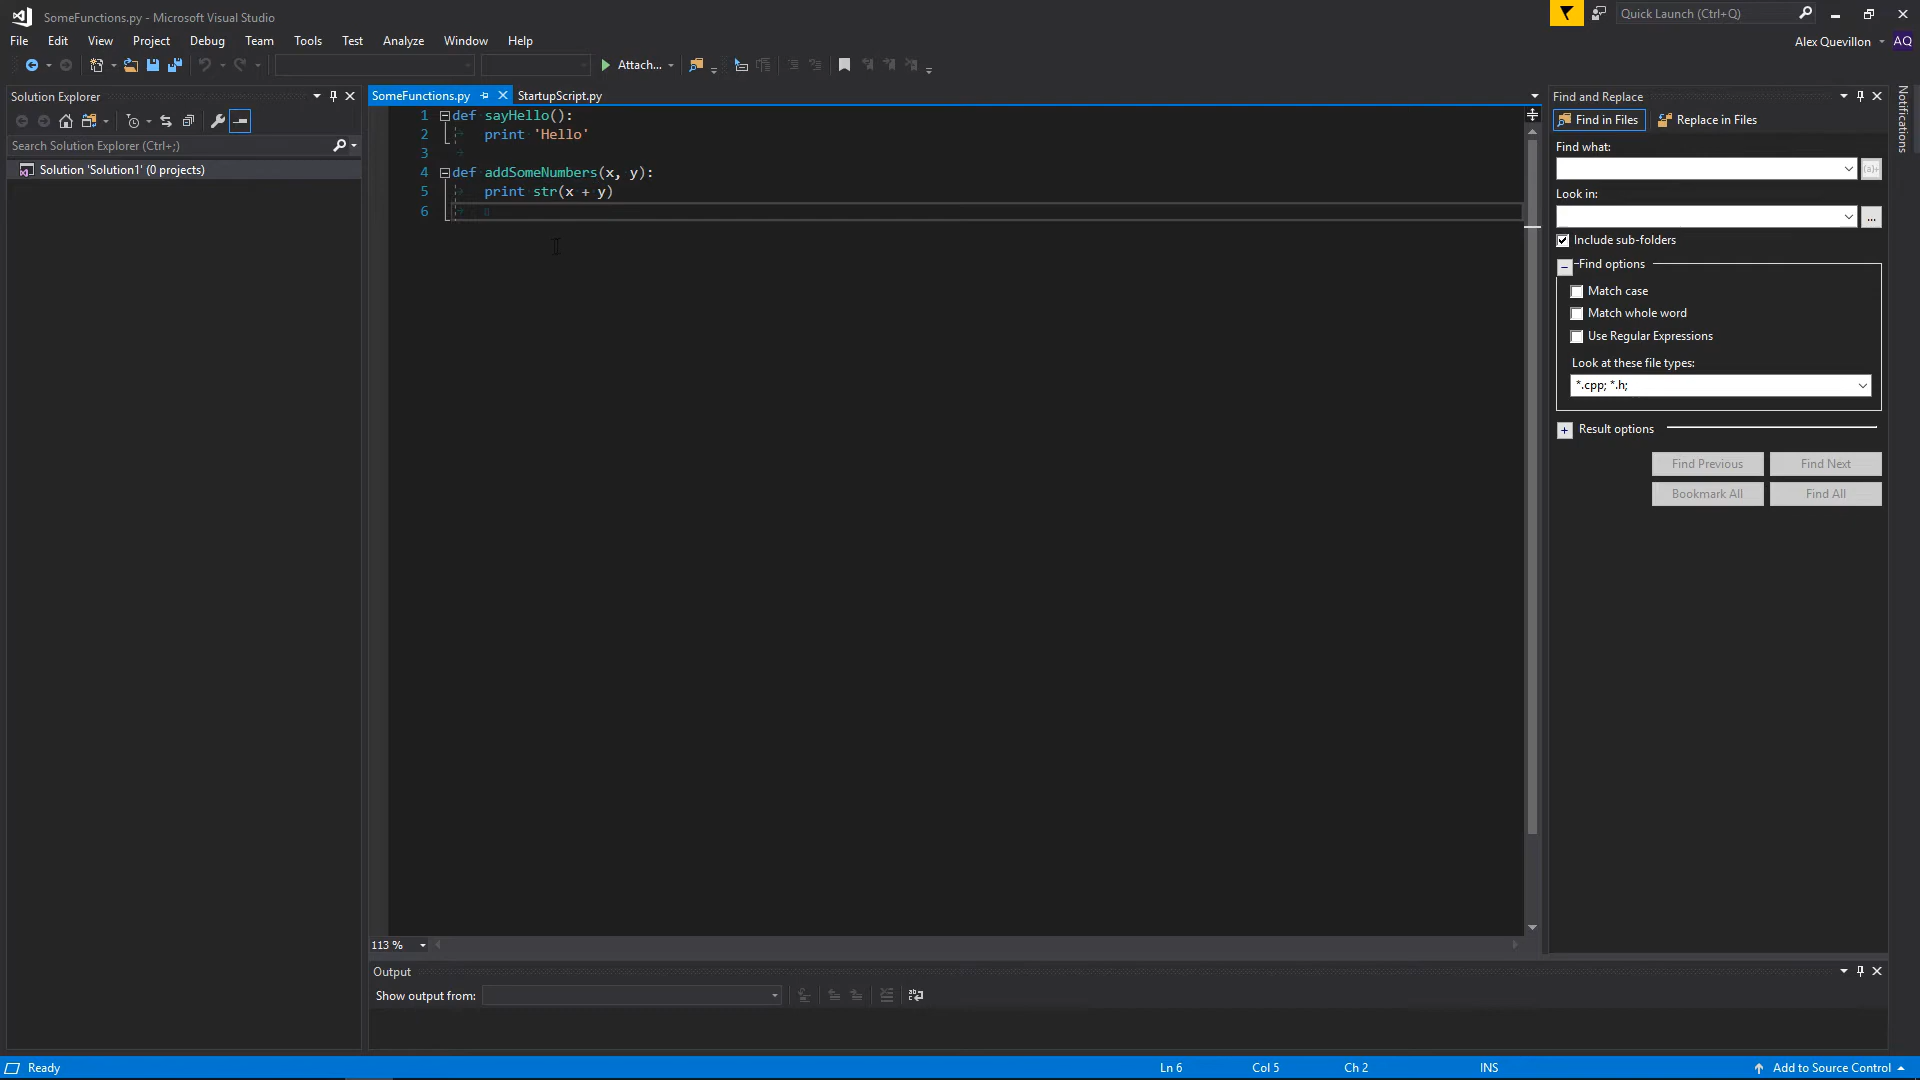 SomeFunctions.py - Microsoft Visual Studio
Quick Launch (Ctrl+Q)
File Edit View Project Debug Team Tools Test Analyze Window Help
Alex Quevillon AQ
Attach...
Solution Explorer
Search Solution Explorer (Ctrl+;)
Solution 'Solution1' (0 projects)
SomeFunctions.py StartupScript.py
1 def sayHello():
2 print 'Hello'
3
4 def addSomeNumbers(x, y):
5 print str(x + y)
6
113 %
Output
Show output from:
Find and Replace
Find in Files Replace in Files
Find what:
(a)+
Look in:
...
Include sub-folders
Find options
Match case
Match whole word
Use Regular Expressions
Look at these file types:
*.cpp; *.h;
Result options
Find Previous Find Next
Bookmark All Find All
Notifications
Ready Ln 6 Col 5 Ch 2 INS Add to Source Control